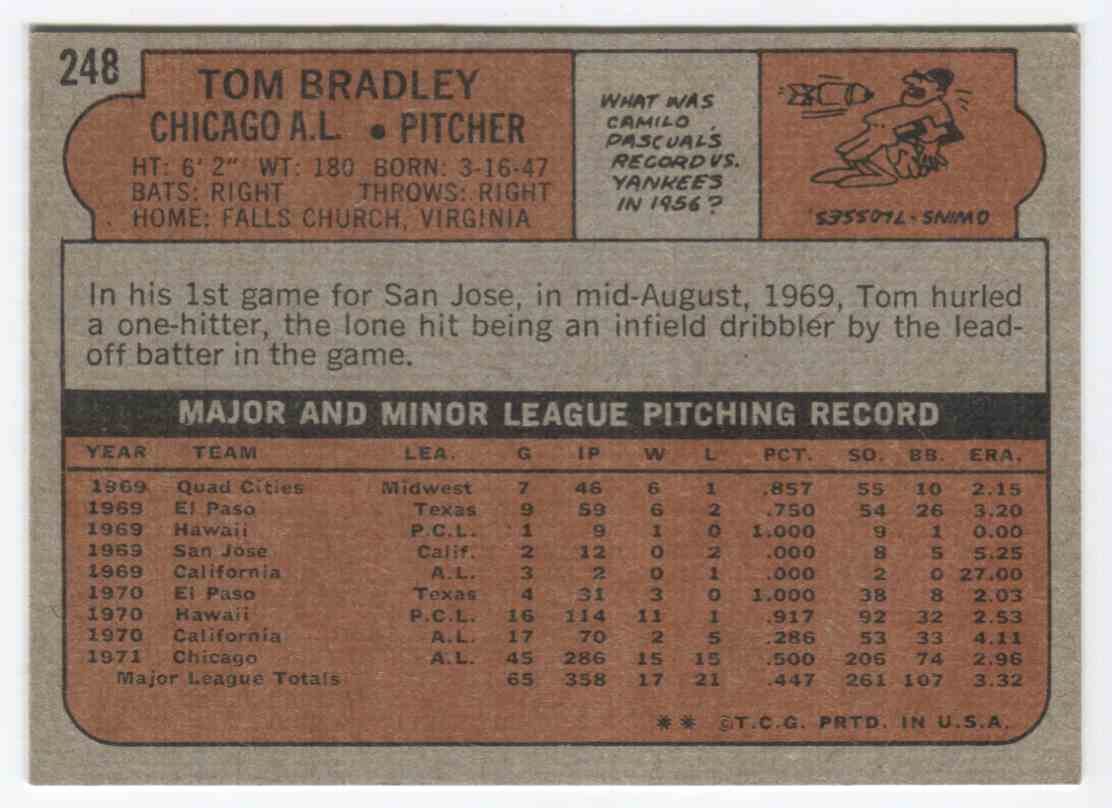 248
TOM BRADLEY
CHICAGO A.L. • PITCHER
HT: 6' 2" WT: 180 BORN: 3-16-47
BATS: RIGHT THROWS: RIGHT
HOME: FALLS CHURCH, VIRGINIA
WHAT WAS
CAMILO
PASCUAL'S
RECORD VS.
YANKEES
IN 1956?
0WINS-7LOSSES.
In his 1st game for San Jose, in mid-August, 1969, Tom hurled
a one-hitter, the lone hit being an infield dribbler by the lead-
off batter in the game.
MAJOR AND MINOR LEAGUE PITCHING RECORD
YEAR TEAM LEA. G IP W L PCT. SO. BB. ERA.
1969 Quad Cities Midwest 7 46 6 1 .857 55 10 2.15
1969 El Paso Texas 9 59 6 2 .750 54 26 3.20
1969 Hawaii P.C.L. 1 9 1 0 1.000 9 1 0.00
1969 San Jose Calif. 2 12 0 2 .000 8 5 5.25
1969 California A.L. 3 2 0 1 .000 2 0 27.00
1970 El Paso Texas 4 31 3 0 1.000 38 8 2.03
1970 Hawaii P.C.L. 16 114 11 1 .917 92 32 2.53
1970 California A.L. 17 70 2 5 .286 53 33 4.11
1971 Chicago A.L. 45 286 15 15 .500 206 74 2.96
Major League Totals 65 358 17 21 .447 261 107 3.32
** ©T.C.G. PRTD. IN U.S.A.